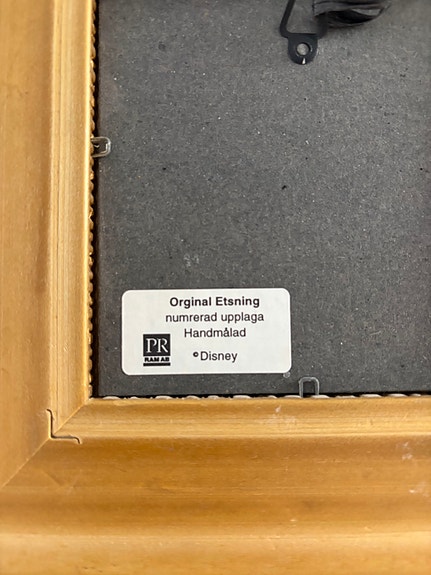 Orginal Etsning
numrerad upplaga
Handmålad
PR
RAM AB
©Disney